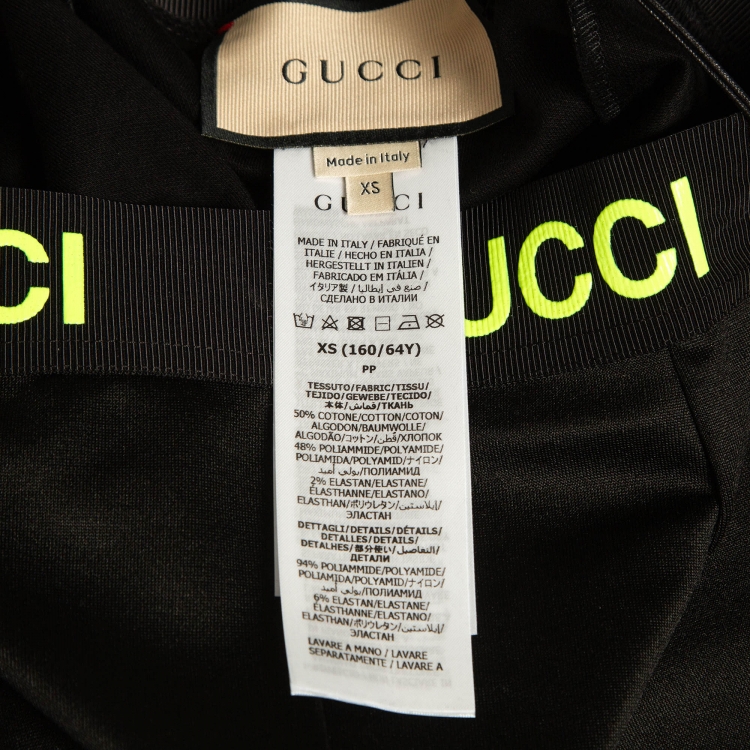 GUCCI
Made in Italy
XS
GUCCI
CCI
UCCI
MADE IN ITALY / FABRIQUÉ EN
ITALIE / HECHO EN ITALIA /
HERGESTELLT IN ITALIEN /
FABRICADO EM ITÁLIA /
イタリア製 / صنع في إيطاليا /
СДЕЛАНО В ИТАЛИИ
XS (160/64Y)
PP
TESSUTO/FABRIC/TISSU/
TEJIDO/GEWEBE/TECIDO/
本体/قماش/ТКАНЬ
50% COTONE/COTTON/COTON/
ALGODON/BAUMWOLLE/
ALGODÃO/コットン/قطن/ХЛОПОК
48% POLIAMMIDE/POLYAMIDE/
POLIAMIDA/POLYAMID/ナイロン/
بولي أميد/ПОЛИАМИД
2% ELASTAN/ELASTANE/
ÉLASTHANNE/ELASTANO/
ELASTHAN/ポリウレタン/إيلاستين/
ЭЛАСТАН
DETTAGLI/DETAILS/DÉTAILS/
DETALLES/DETAILS/
DETALHES/部分使い/التفاصيل/
ДЕТАЛИ
94% POLIAMMIDE/POLYAMIDE/
POLIAMIDA/POLYAMID/ナイロン/
بولي أميد/ПОЛИАМИД
6% ELASTAN/ELASTANE/
ÉLASTHANNE/ELASTANO/
ELASTHAN/ポリウレタン/إيلاستين/
ЭЛАСТАН
LAVARE A MANO / LAVARE
SEPARATAMENTE / LAVARE A